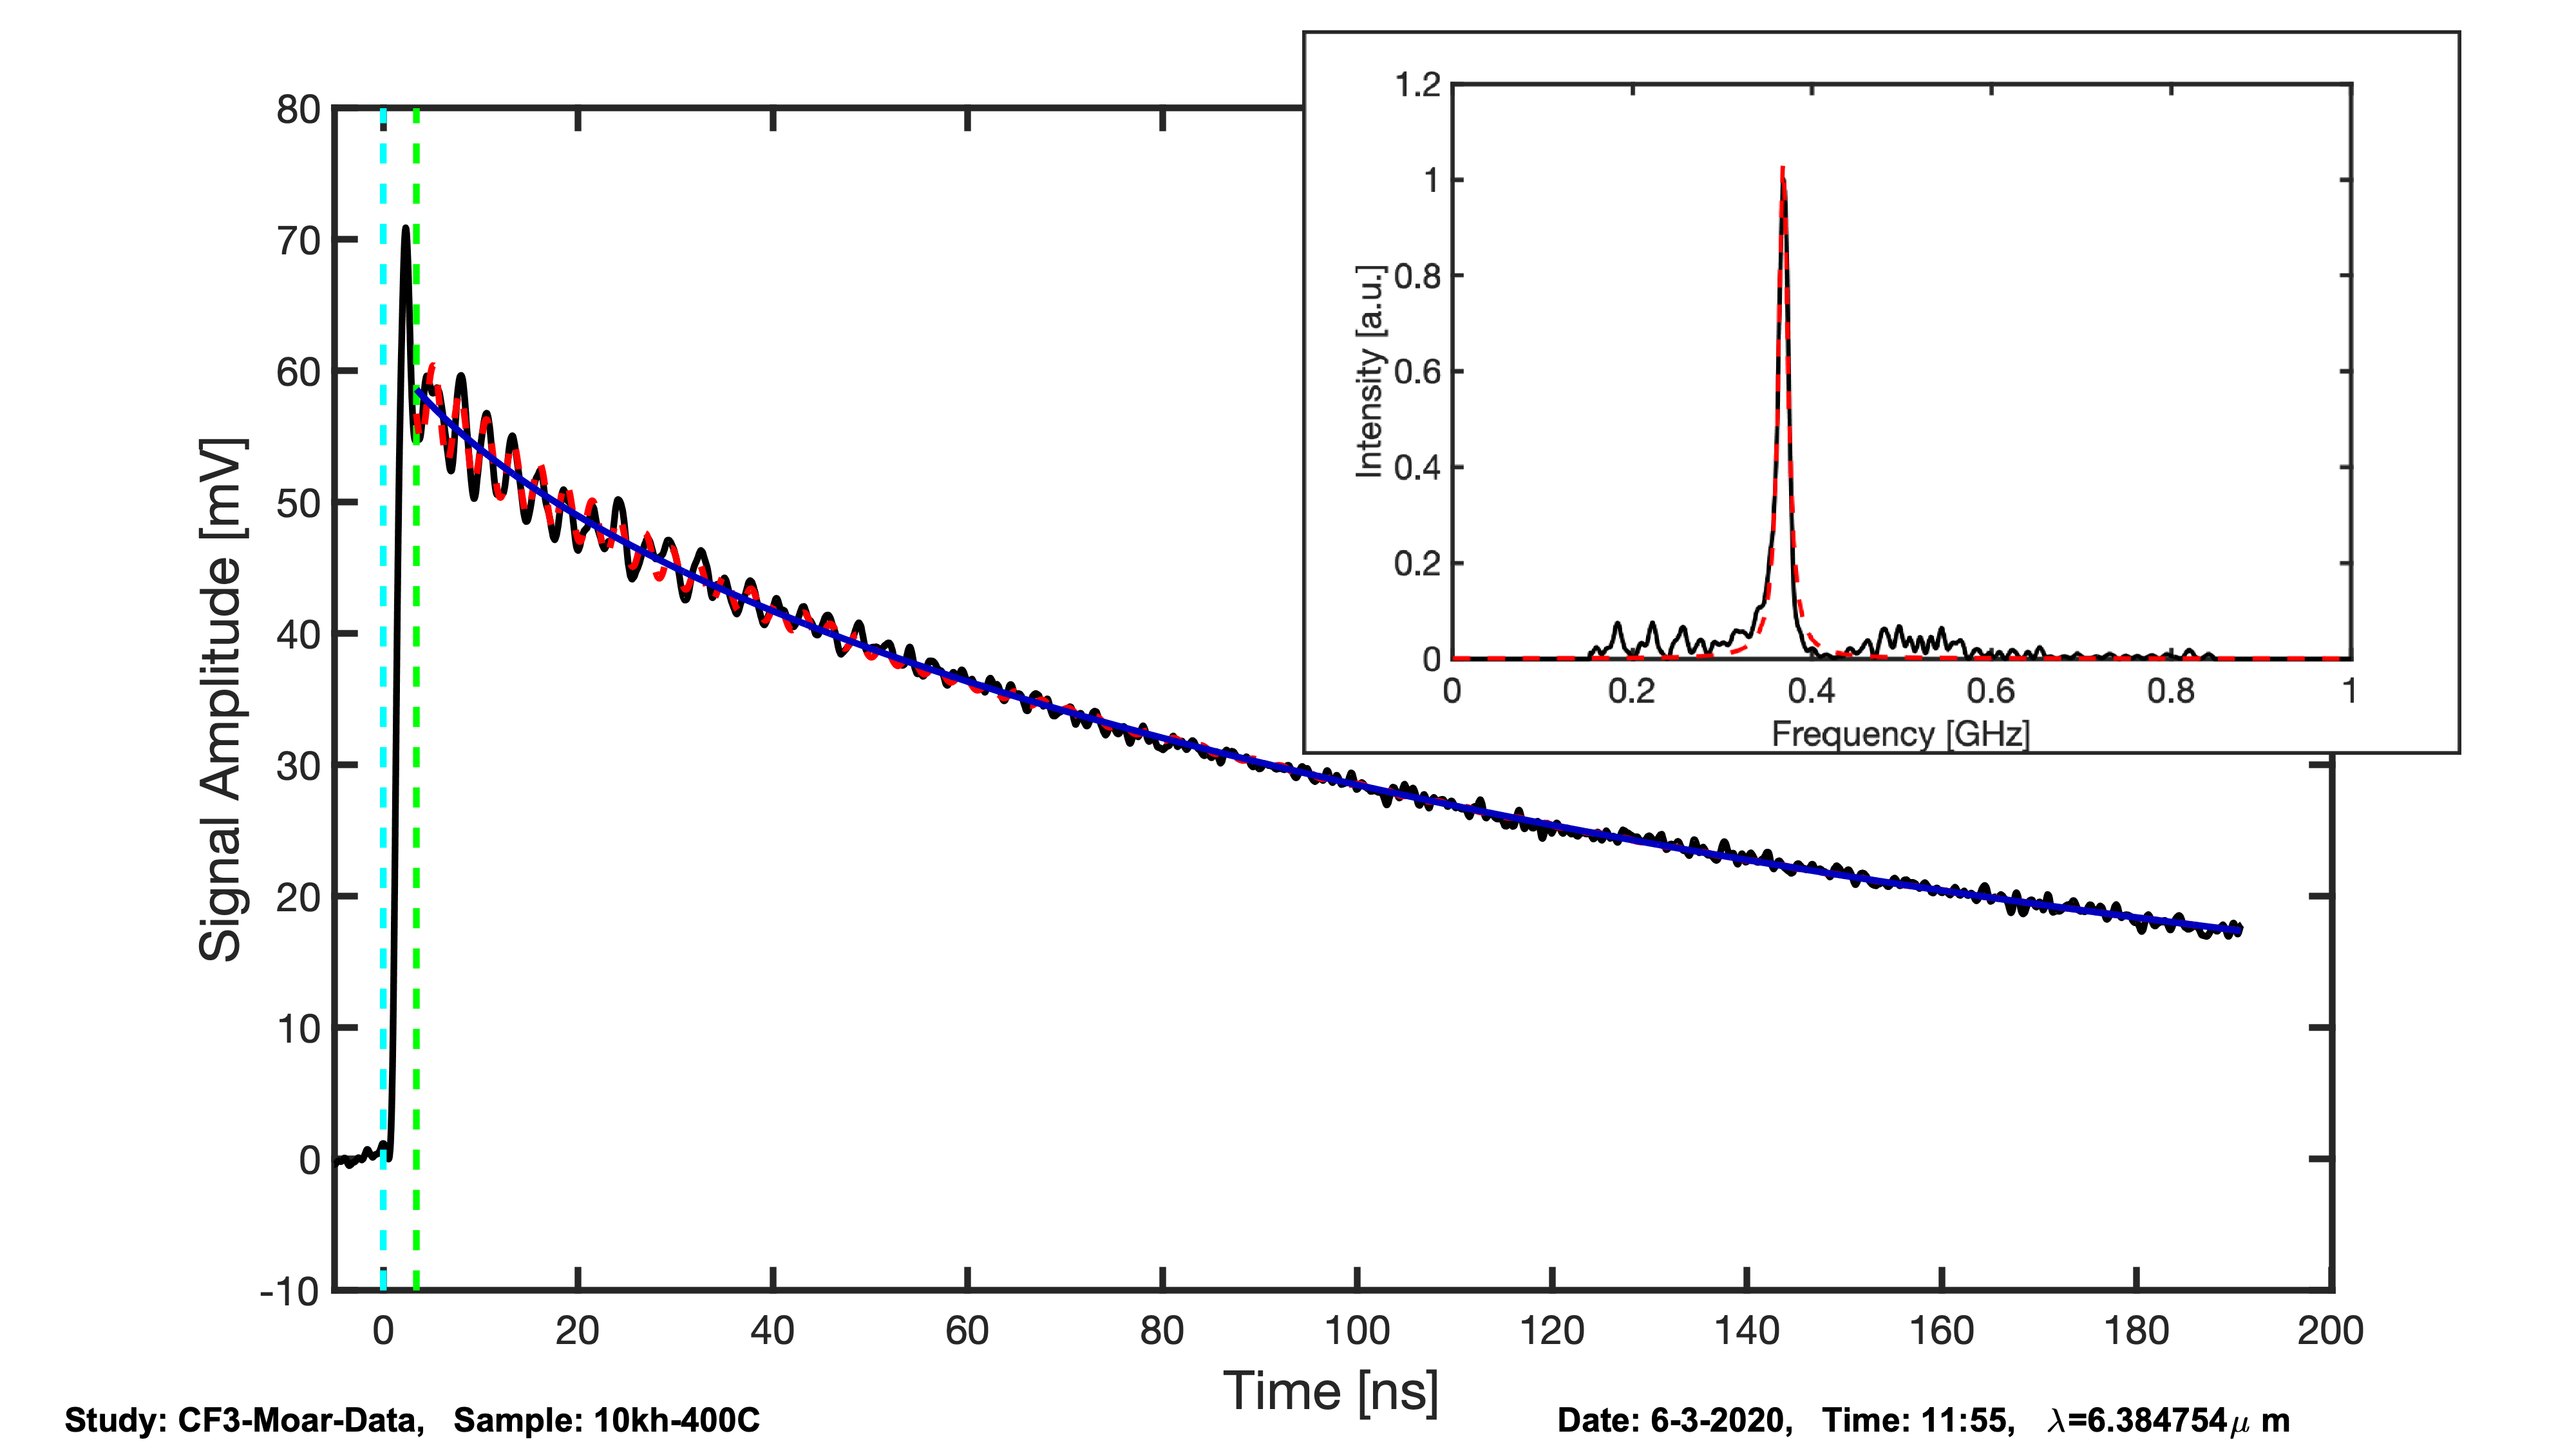 80
70
60
50
40
30
20
10
0
-10
Signal Amplitude [mV]
0 20 40 60 80 100 120 140 160 180 200
Time [ns]
1.2
1
0.8
0.6
0.4
0.2
0
Intensity [a.u.]
0 0.2 0.4 0.6 0.8 1
Frequency [GHz]
Study: CF3-Moar-Data, Sample: 10kh-400C
Date: 6-3-2020, Time: 11:55, λ=6.384754μ m